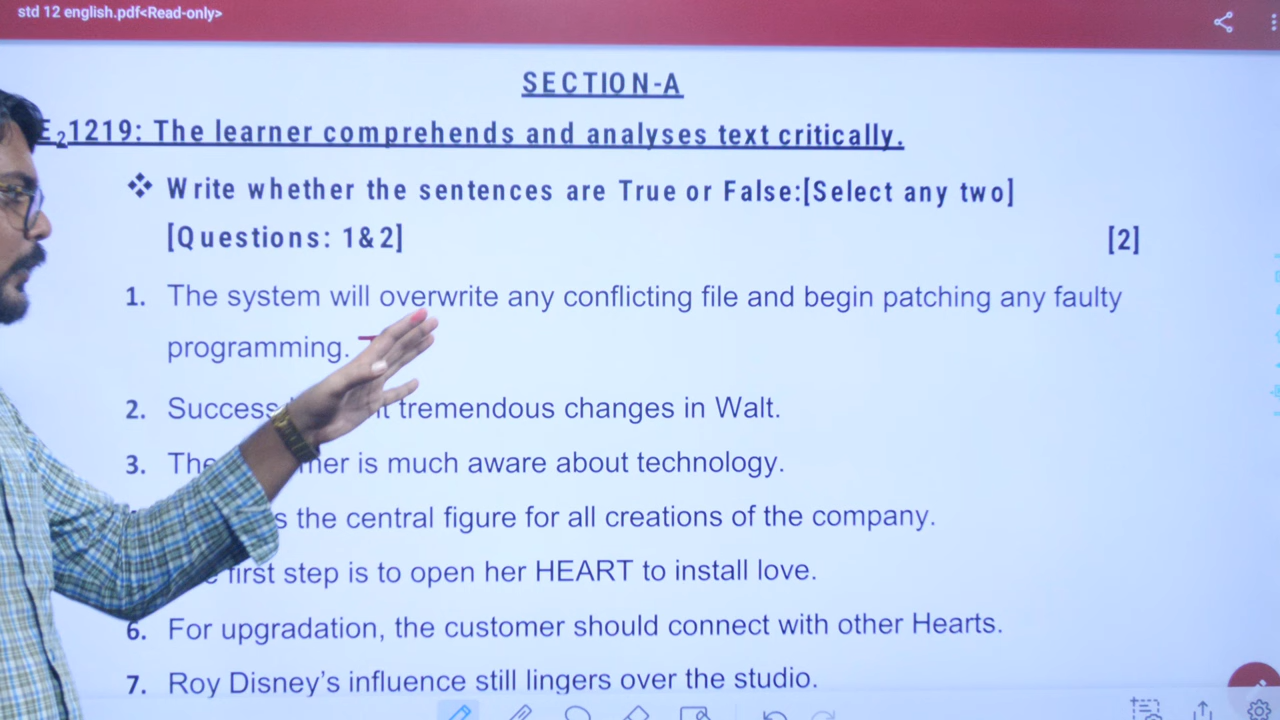 std 12 english.pdf<Read-only>
SECTION-A
E21219: The learner comprehends and analyses text critically.
❖ Write whether the sentences are True or False:[Select any two]
[Questions: 1&2] [2]
1. The system will overwrite any conflicting file and begin patching any faulty
programming.
2. Success tremendous changes in Walt.
3. The is much aware about technology.
the central figure for all creations of the company.
first step is to open her HEART to install love.
6. For upgradation, the customer should connect with other Hearts.
7. Roy Disney's influence still lingers over the studio.